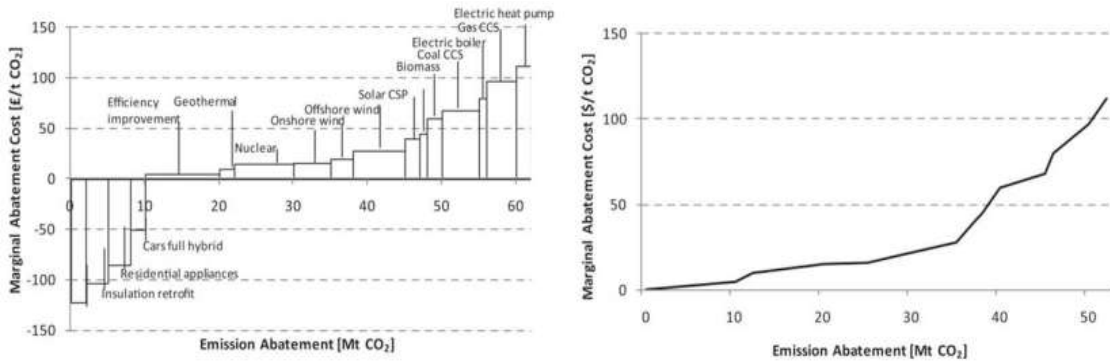 Marginal Abatement Cost [£/t CO₂]
150
100
50
0
-50
-100
-150
0
10
20
30
40
50
60
Emission Abatement [Mt CO₂]
Insulation retrofit
Residential appliances
Cars full hybrid
Efficiency
improvement
Geothermal
Nuclear
Onshore wind
Offshore wind
Solar CSP
Biomass
Coal CCS
Electric boiler
Gas CCS
Electric heat pump
Marginal Abatement Cost [$/t CO₂]
150
100
50
0
0
10
20
30
40
50
Emission Abatement [Mt CO₂]